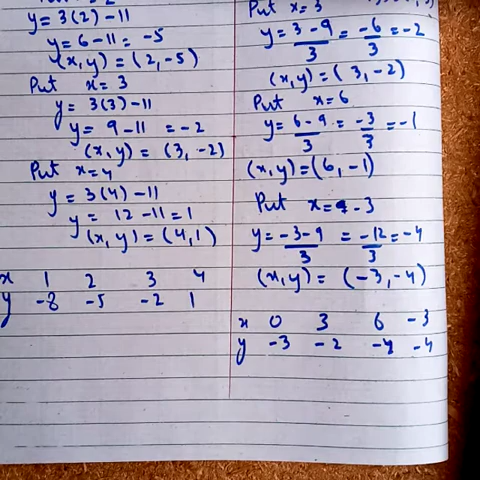 y = 3(2) - 11
y = 6 - 11 = -5
(x, y) = (2, -5)
Put x = 3
y = 3(3) - 11
y = 9 - 11 = -2
(x, y) = (3, -2)
Put x = 4
y = 3(4) - 11
y = 12 - 11 = 1
(x, y) = (4, 1)
x 1 2 3 4
y -8 -5 -2 1
Put x = 3
y = 3 - 9 / 3 = -6 / 3 = -2
(x, y) = (3, -2)
Put x = 6
y = 6 - 9 / 3 = -3 / 3 = -1
(x, y) = (6, -1)
Put x = -3
y = -3 - 9 / 3 = -12 / 3 = -4
(x, y) = (-3, -4)
x 0 3 6 -3
y -3 -2 -4